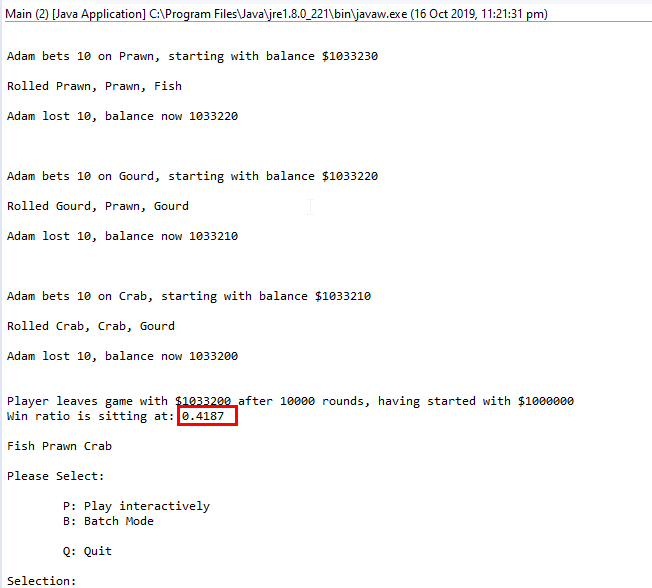 Main (2) [Java Application] C:\Program Files\Java\jre1.8.0_221\bin\javaw.exe (16 Oct 2019, 11:21:31 pm)
Adam bets 10 on Prawn, starting with balance $1033230
Rolled Prawn, Prawn, Fish
Adam lost 10, balance now 1033220
Adam bets 10 on Gourd, starting with balance $1033220
Rolled Gourd, Prawn, Gourd
Adam lost 10, balance now 1033210
Adam bets 10 on Crab, starting with balance $1033210
Rolled Crab, Crab, Gourd
Adam lost 10, balance now 1033200
Player leaves game with $1033200 after 10000 rounds, having started with $1000000
Win ratio is sitting at: 0.4187
Fish Prawn Crab
Please Select:
P: Play interactively
B: Batch Mode
Q: Quit
Selection: